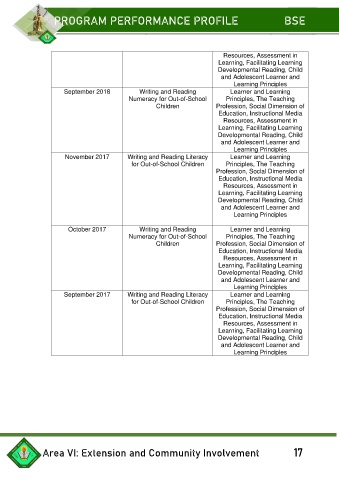 PROGRAM PERFORMANCE PROFILE BSE
Resources, Assessment in
Learning, Facilitating Learning
Developmental Reading, Child
and Adolescent Learner and
Learning Principles
September 2018 Writing and Reading Learner and Learning
Numeracy for Out-of-School Principles, The Teaching
Children Profession, Social Dimension of
Education, Instructional Media
Resources, Assessment in
Learning, Facilitating Learning
Developmental Reading, Child
and Adolescent Learner and
Learning Principles
November 2017 Writing and Reading Literacy Learner and Learning
for Out-of-School Children Principles, The Teaching
Profession, Social Dimension of
Education, Instructional Media
Resources, Assessment in
Learning, Facilitating Learning
Developmental Reading, Child
and Adolescent Learner and
Learning Principles
October 2017 Writing and Reading Learner and Learning
Numeracy for Out-of-School Principles, The Teaching
Children Profession, Social Dimension of
Education, Instructional Media
Resources, Assessment in
Learning, Facilitating Learning
Developmental Reading, Child
and Adolescent Learner and
Learning Principles
September 2017 Writing and Reading Literacy Learner and Learning
for Out-of-School Children Principles, The Teaching
Profession, Social Dimension of
Education, Instructional Media
Resources, Assessment in
Learning, Facilitating Learning
Developmental Reading, Child
and Adolescent Learner and
Learning Principles
Area VI: Extension and Community Involvement 17